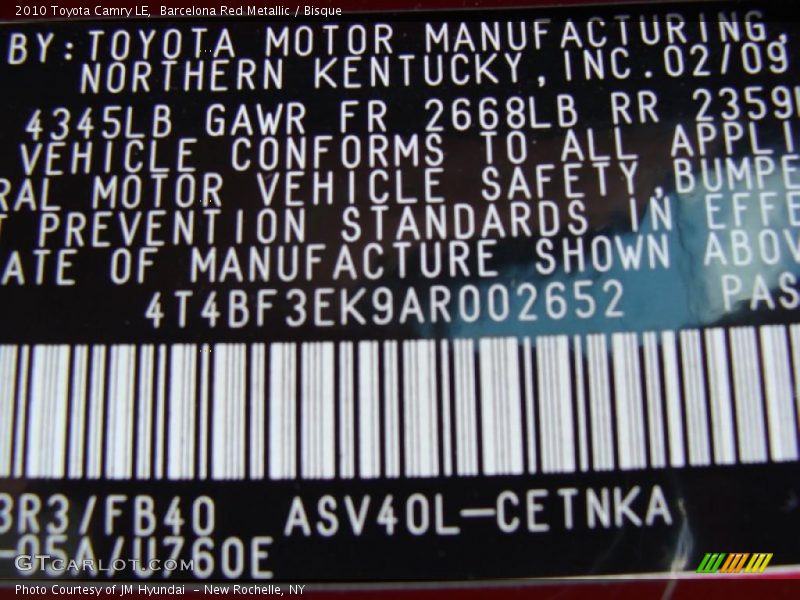 2010 Toyota Camry LE, Barcelona Red Metallic / Bisque
BY:TOYOTA MOTOR MANUFACTURING,
NORTHERN KENTUCKY,INC.02/09
4345LB GAWR FR 2668LB RR 2359
VEHICLE CONFORMS TO ALL APPLI
RAL MOTOR VEHICLE SAFETY,BUMPE
T PREVENTION STANDARDS IN EFFE
ATE OF MANUFACTURE SHOWN ABOV
4T4BF3EK9AR002652 PAS
3R3/FB40 ASV40L-CETNKA
-05A/U760E
GTcarlot.com
Photo Courtesy of JM Hyundai - New Rochelle, NY